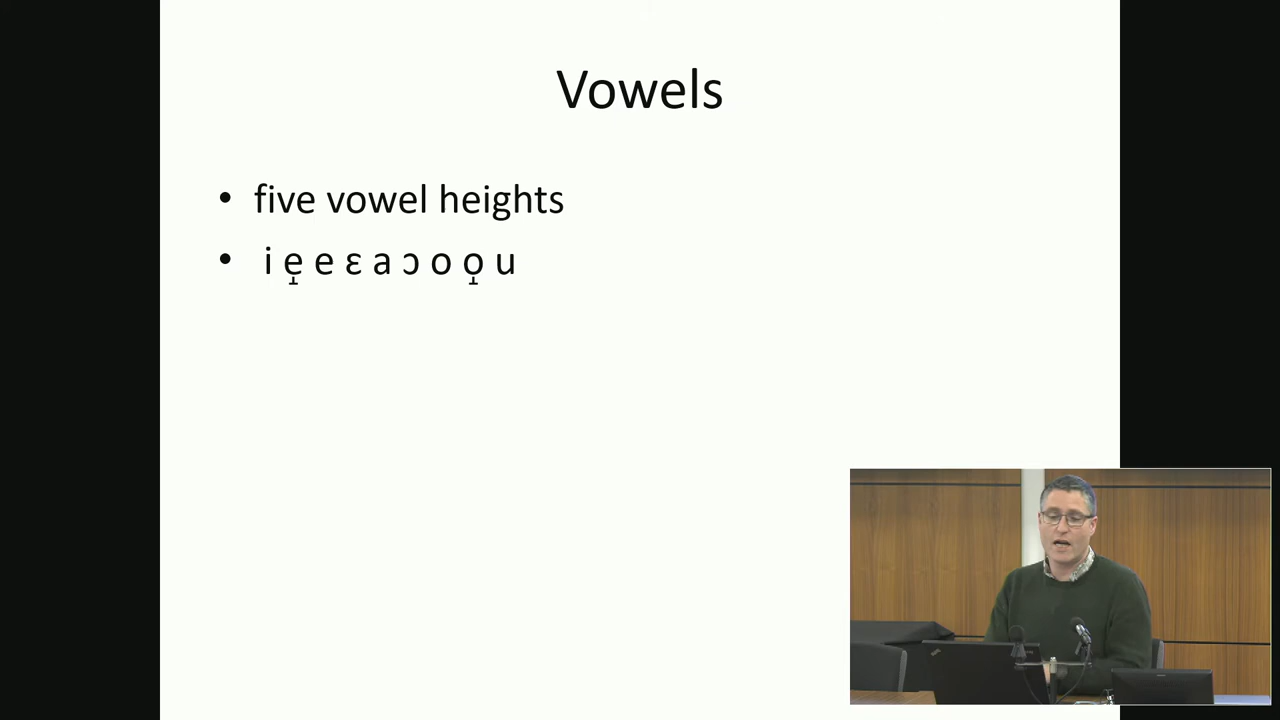 Vowels
• five vowel heights
• i e̞ e ɛ a ɔ o o̞ u